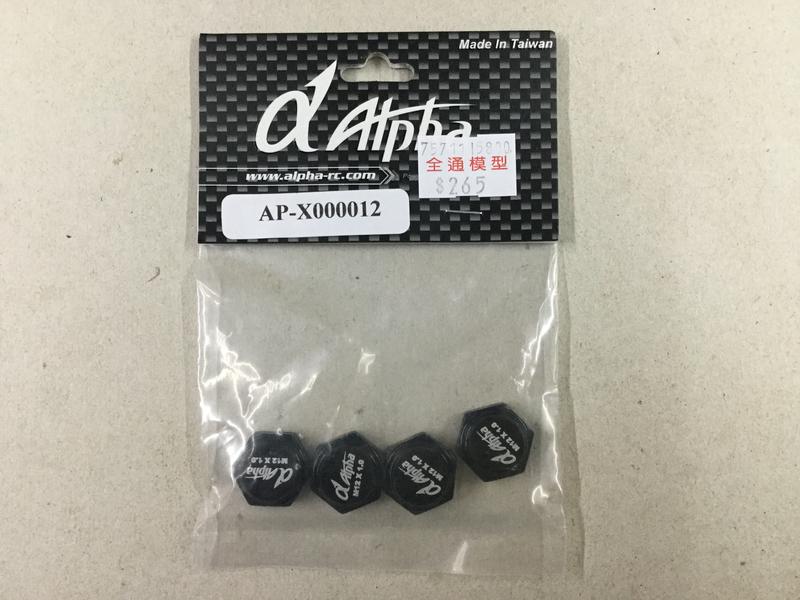 Made In Taiwan
Alpha
全通模型
$265
www.alpha-rc.com
AP-X000012
Alpha
M12 X 1.0
Alpha
M12 X 1.0
Alpha
M12 X 1.0
Alpha
M12 X 1.0